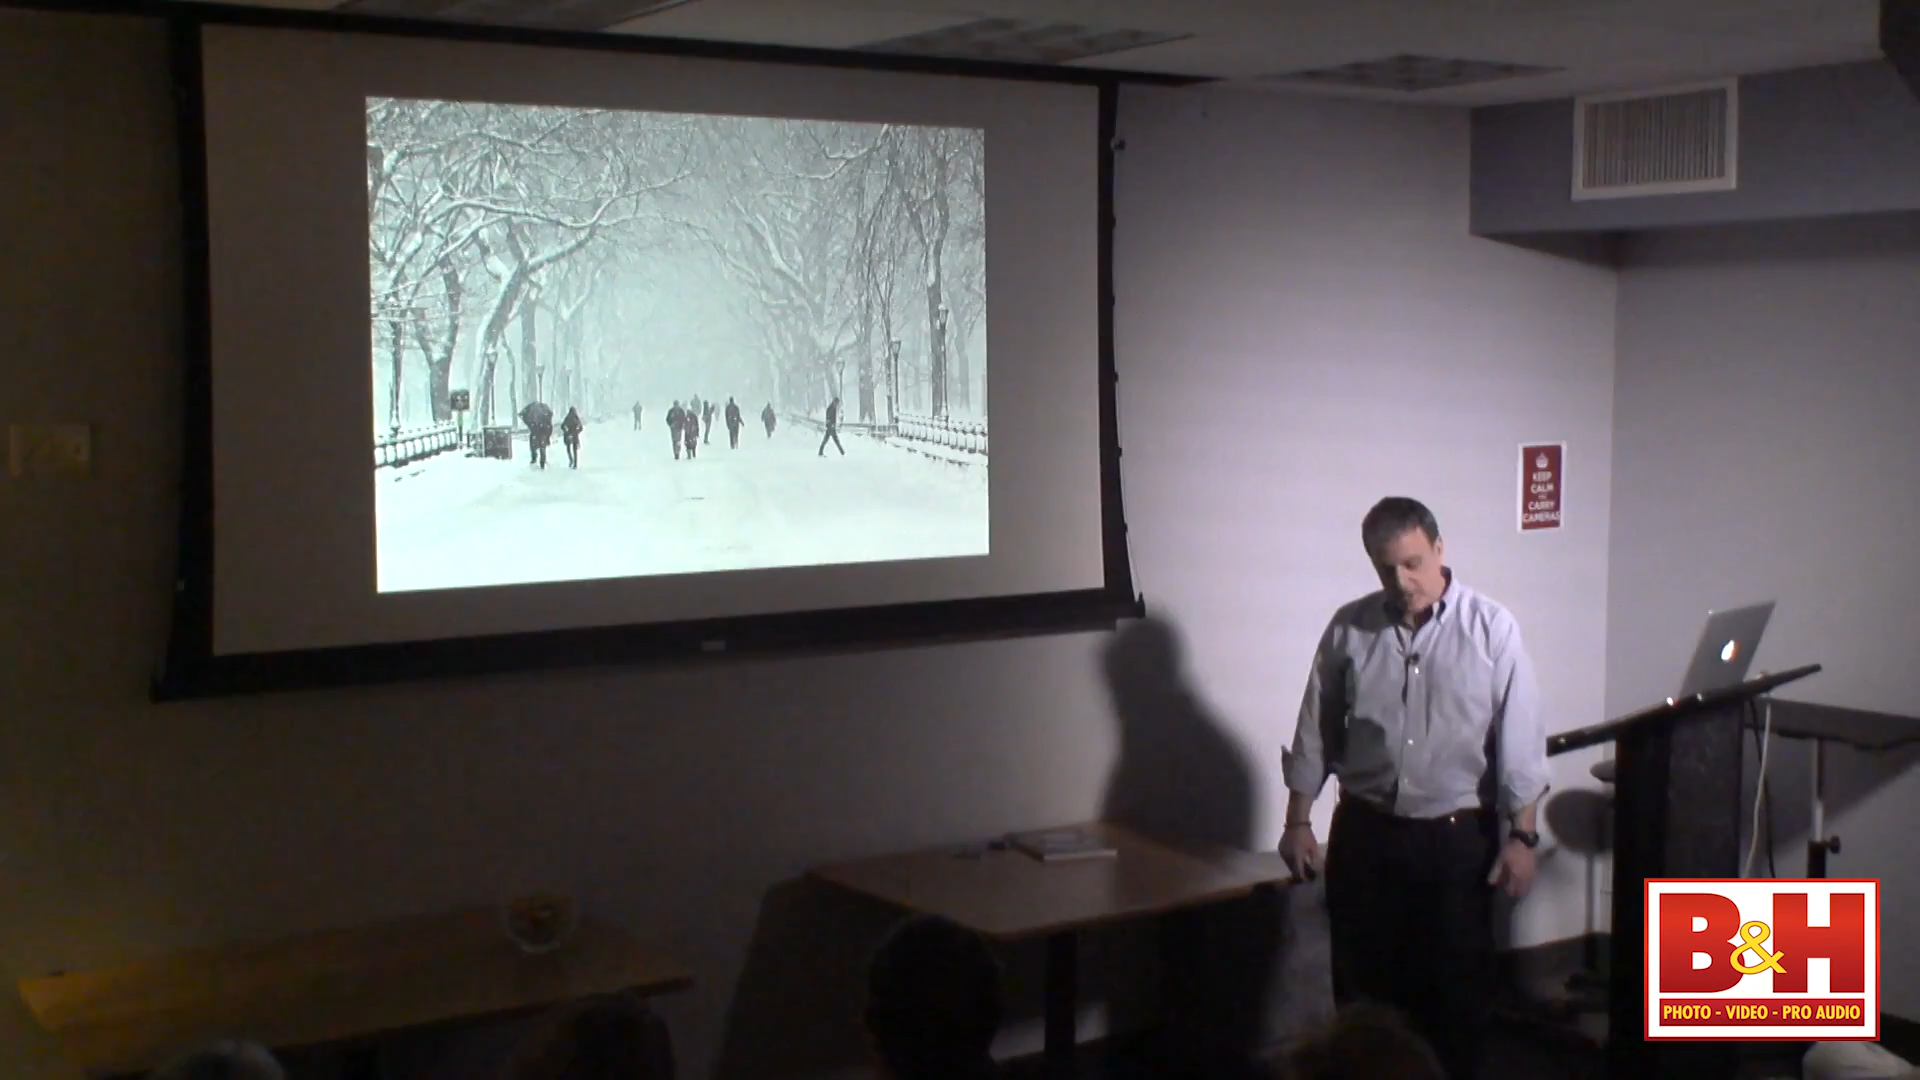 KEEP
CALM
AND
CARRY
CAMERAS
B&H
PHOTO - VIDEO - PRO AUDIO